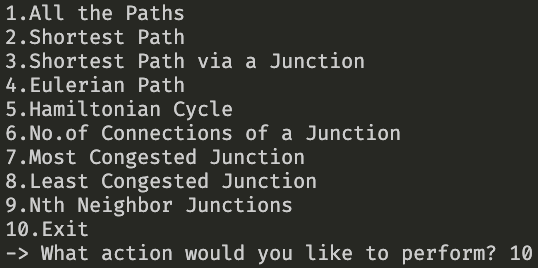 1.All the Paths
2.Shortest Path
3.Shortest Path via a Junction
4.Eulerian Path
5.Hamiltonian Cycle
6.No.of Connections of a Junction
7.Most Congested Junction
8.Least Congested Junction
9.Nth Neighbor Junctions
10.Exit
-> What action would you like to perform? 10